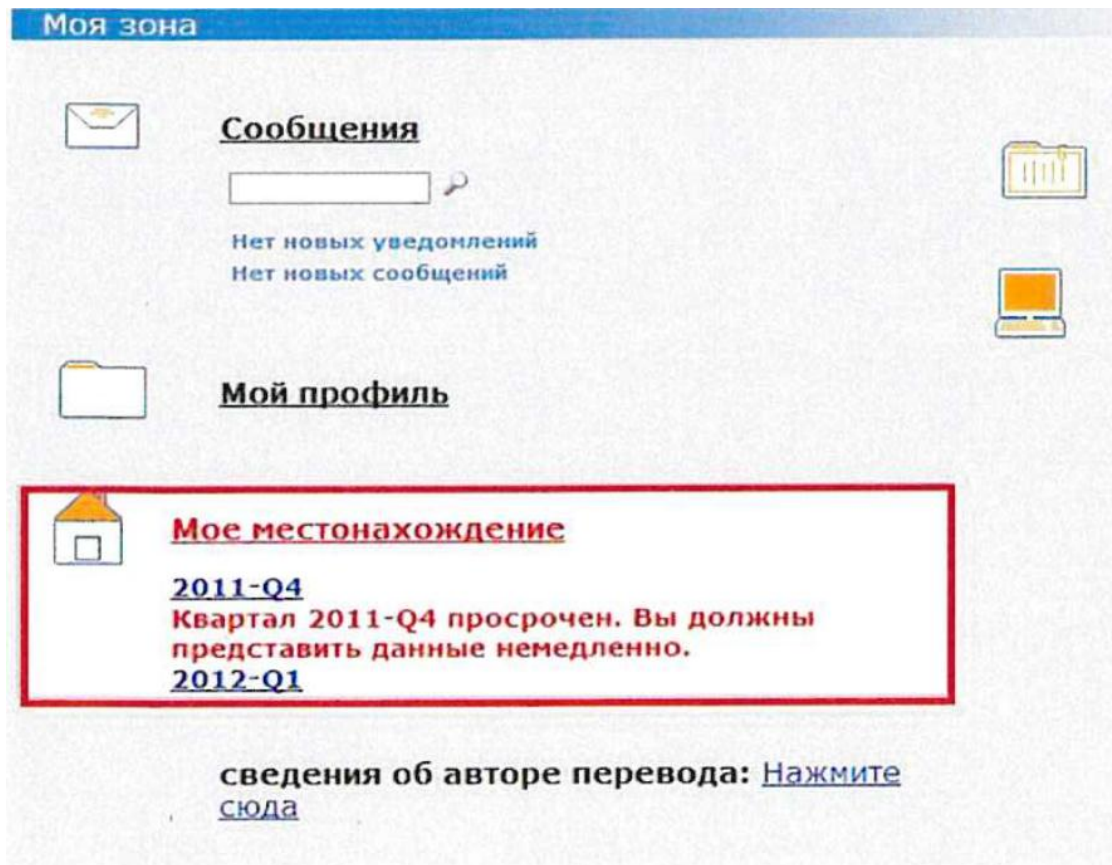 Моя зона
Сообщения
Нет новых уведомлений
Нет новых сообщений
Мой профиль
Мое местонахождение
2011-Q4
Квартал 2011-Q4 просрочен. Вы должны
представить данные немедленно.
2012-Q1
сведения об авторе перевода: Нажмите
сюда